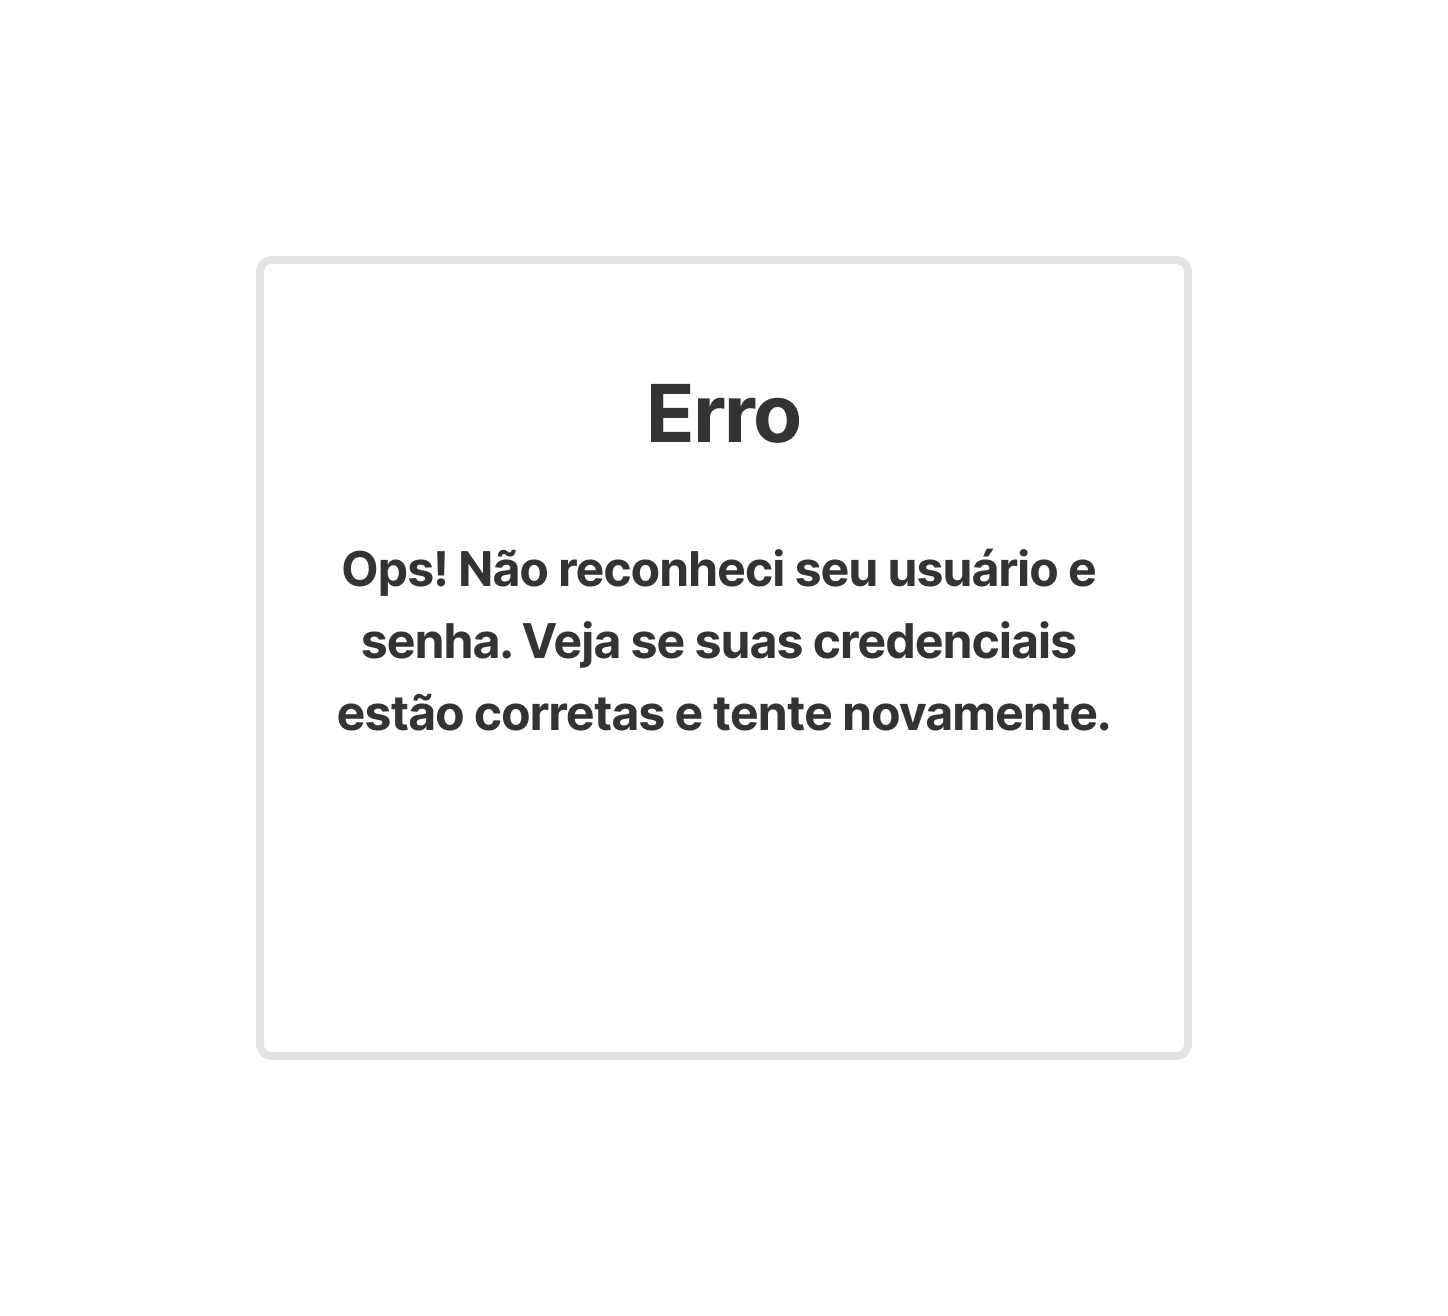 Erro
Ops! Não reconheci seu usuário e
senha. Veja se suas credenciais
estão corretas e tente novamente.